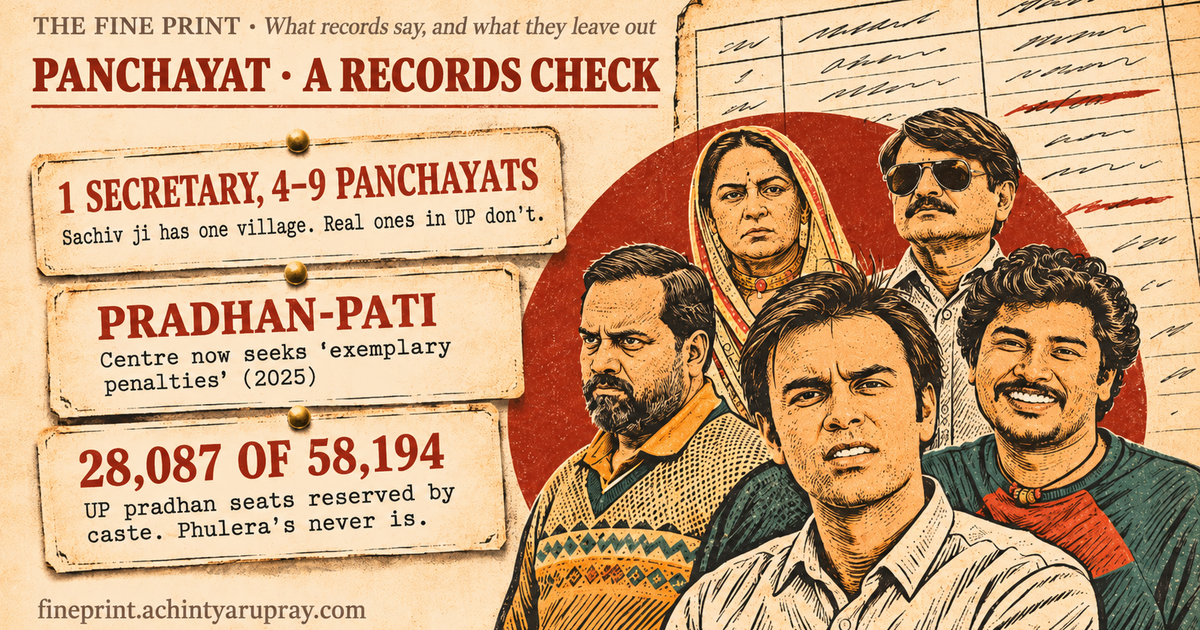 THE FINE PRINT • What records say, and what they leave out
PANCHAYAT • A RECORDS CHECK
1 SECRETARY, 4–9 PANCHAYATS
Sachiv ji has one village. Real ones in UP don’t.
PRADHAN-PATI
Centre now seeks ‘exemplary
penalties’ (2025)
28,087 OF 58,194
UP pradhan seats reserved by
caste. Phulera’s never is.
fineprint.achintyarupray.com